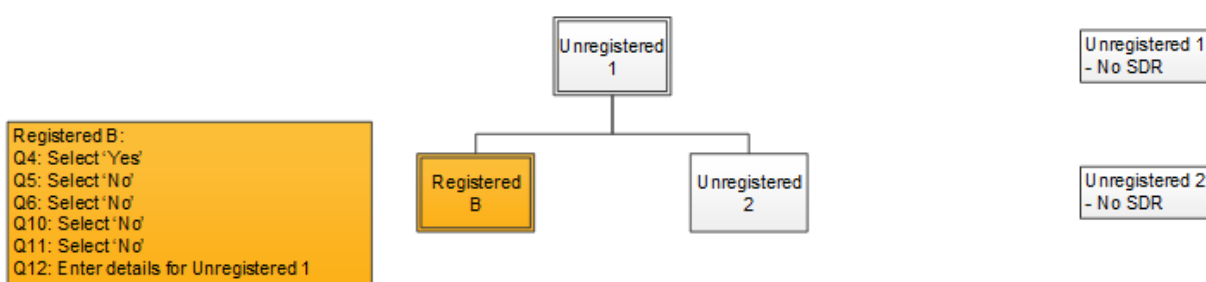 Unregistered
1
Unregistered 1
- No SDR
Registered B:
Q4: Select ‘Yes’
Q5: Select ‘No’
Q6: Select ‘No’
Q10: Select ‘No’
Q11: Select ‘No’
Q12: Enter details for Unregistered 1
Registered
B
Unregistered
2
Unregistered 2
- No SDR